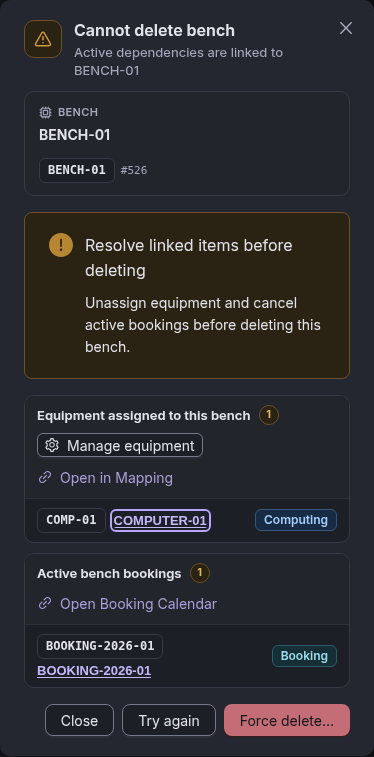 Cannot delete bench
Active dependencies are linked to
BENCH-01
BENCH
BENCH-01
BENCH-01 #526
Resolve linked items before
deleting
Unassign equipment and cancel
active bookings before deleting this
bench.
Equipment assigned to this bench 1
Manage equipment
Open in Mapping
COMP-01 COMPUTER-01 Computing
Active bench bookings 1
Open Booking Calendar
BOOKING-2026-01
BOOKING-2026-01
Booking
Close Try again Force delete...